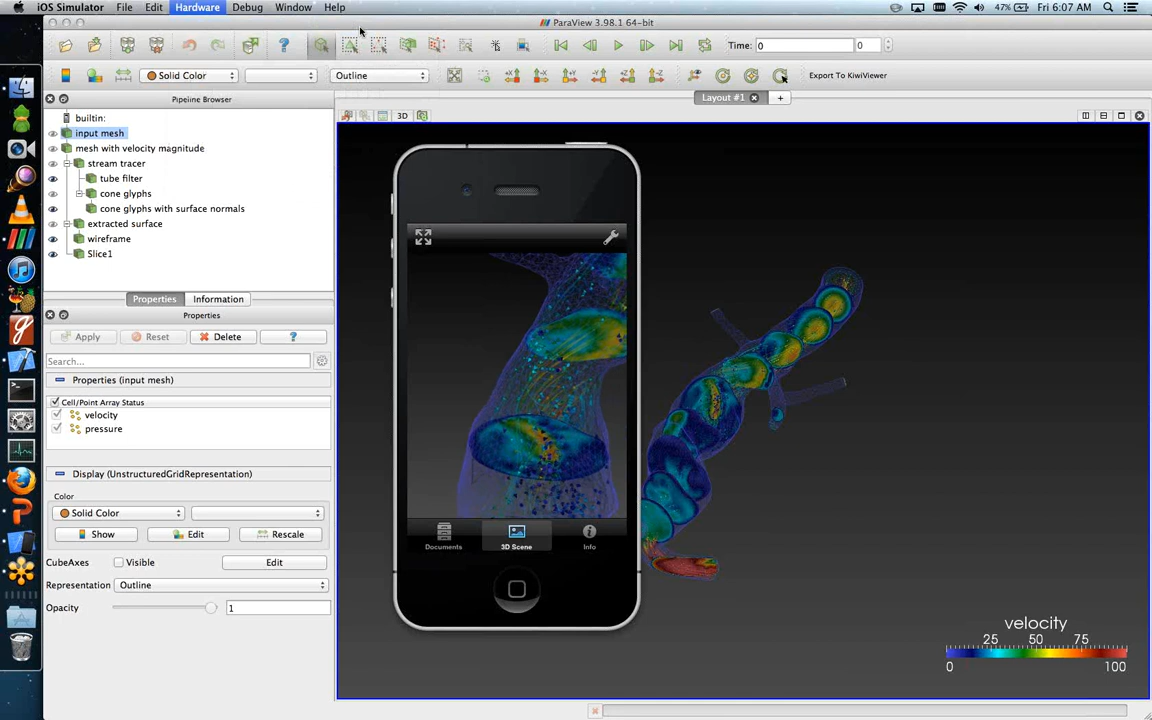 iOS Simulator File Edit Hardware Debug Window Help 47% Fri 6:07 AM
ParaView 3.98.1 64-bit
Time: 0 0
Solid Color Outline Export To KiwiViewer
Pipeline Browser Layout #1 +
3D
builtin:
input mesh
mesh with velocity magnitude
stream tracer
tube filter
cone glyphs
cone glyphs with surface normals
extracted surface
wireframe
Slice1
Properties Information
Properties
Apply Reset Delete ?
Search...
Properties (input mesh)
Cell/Point Array Status
velocity
pressure
Display (UnstructuredGridRepresentation)
Color
Solid Color
Show Edit Rescale
CubeAxes Visible Edit
Representation Outline
Opacity 1
Documents 3D Scene Info
velocity
25 50 75
0 100